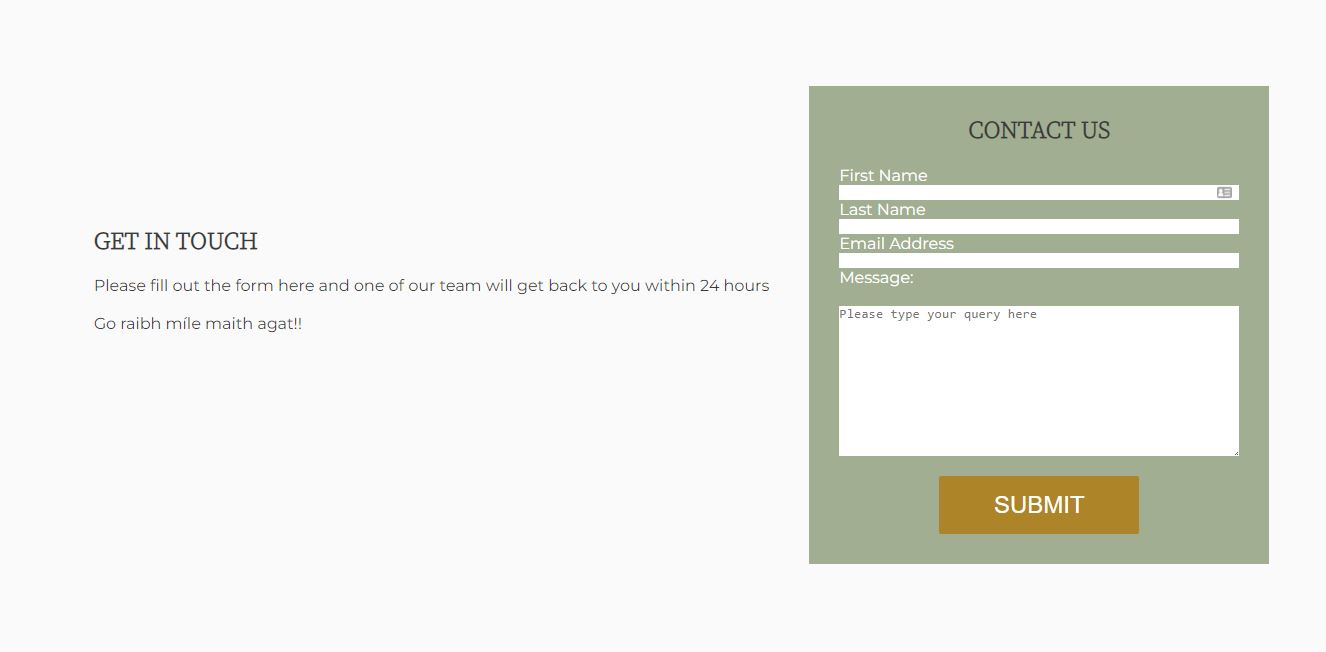 GET IN TOUCH
Please fill out the form here and one of our team will get back to you within 24 hours
Go raibh míle maith agat!!
CONTACT US
First Name
Last Name
Email Address
Message:
Please type your query here
SUBMIT